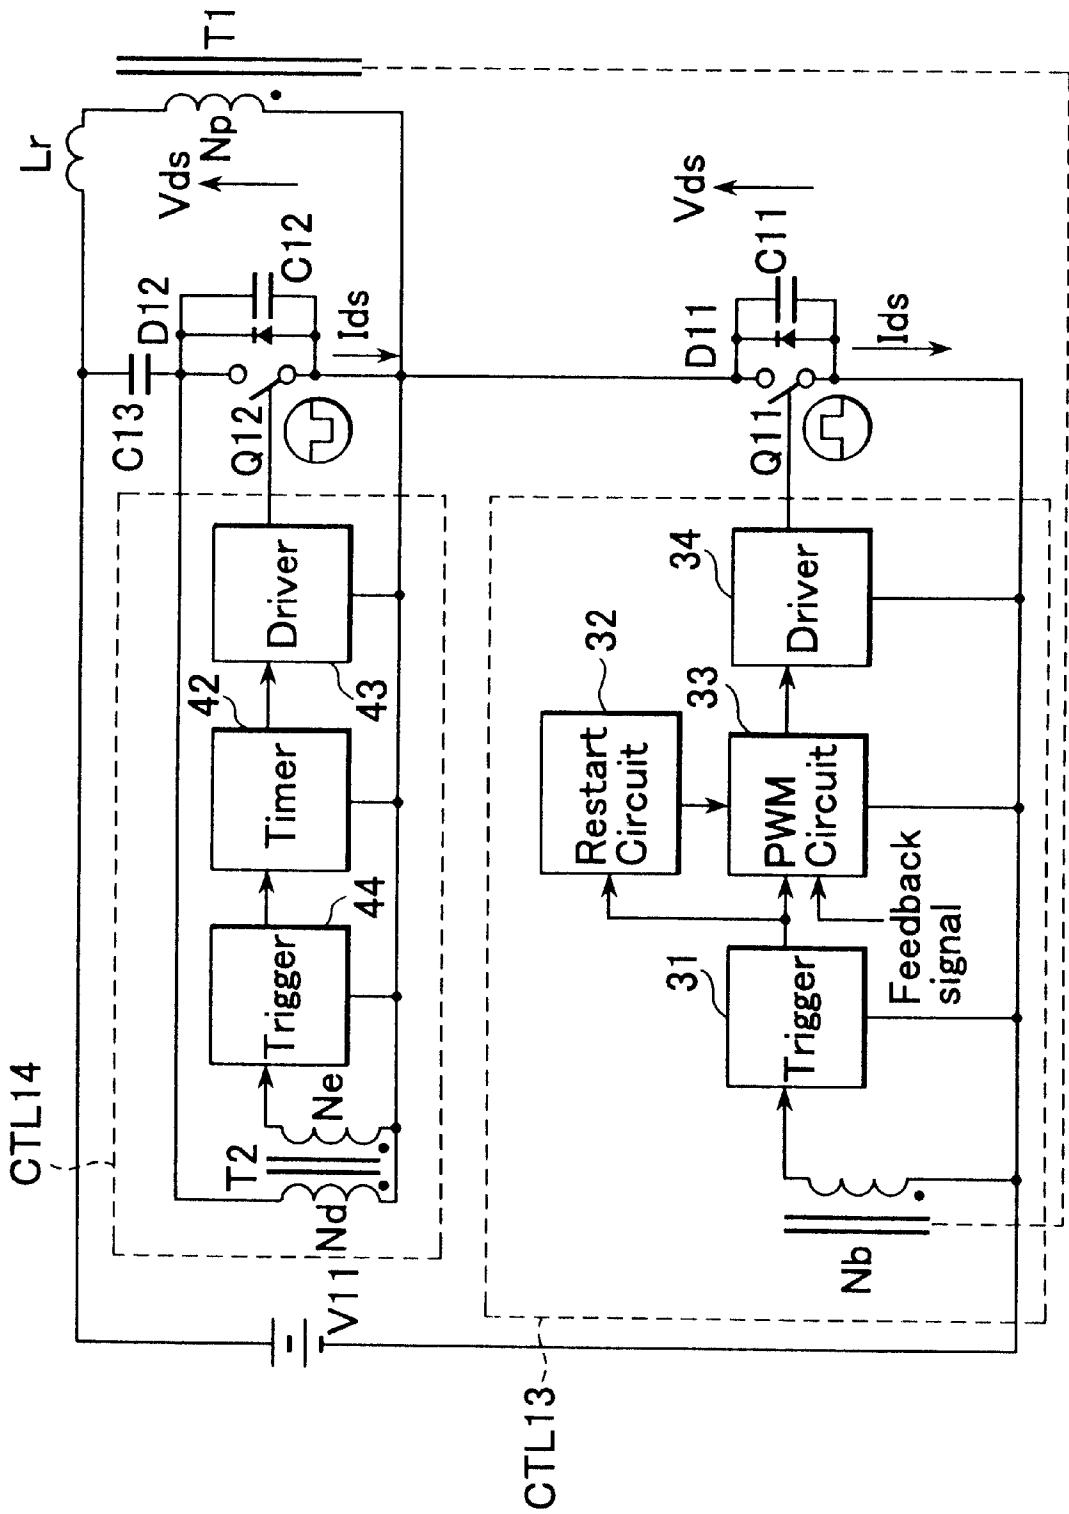 CTL14
V11
T2
Nd
Ne
Trigger
44
Timer
42
Driver
43
Q12
C13
D12
C12
Ids
Vds
Lr
Np
T1
CTL13
Nb
Trigger
31
Feedback
signal
Restart
Circuit
32
PWM
Circuit
33
Driver
34
Q11
D11
C11
Ids
Vds